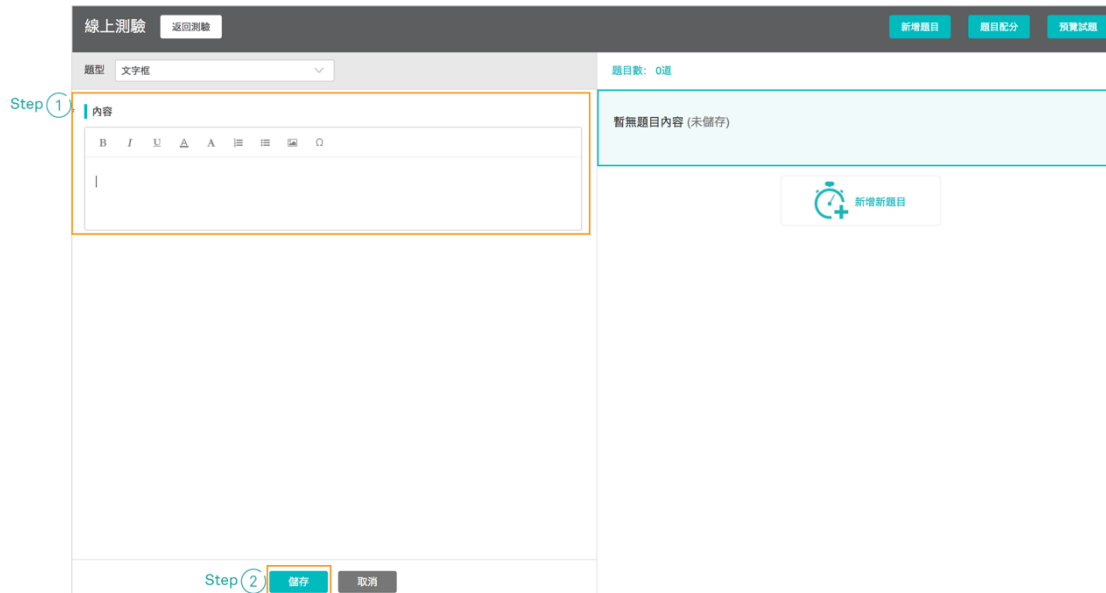 線上測驗 返回測驗 新增題目 題目配分 預覽試題
題型 文字框 題目數: 0道
Step 1
內容
暫無題目內容 (未儲存)
B I U A A Ω
新增新題目
Step 2 儲存 取消